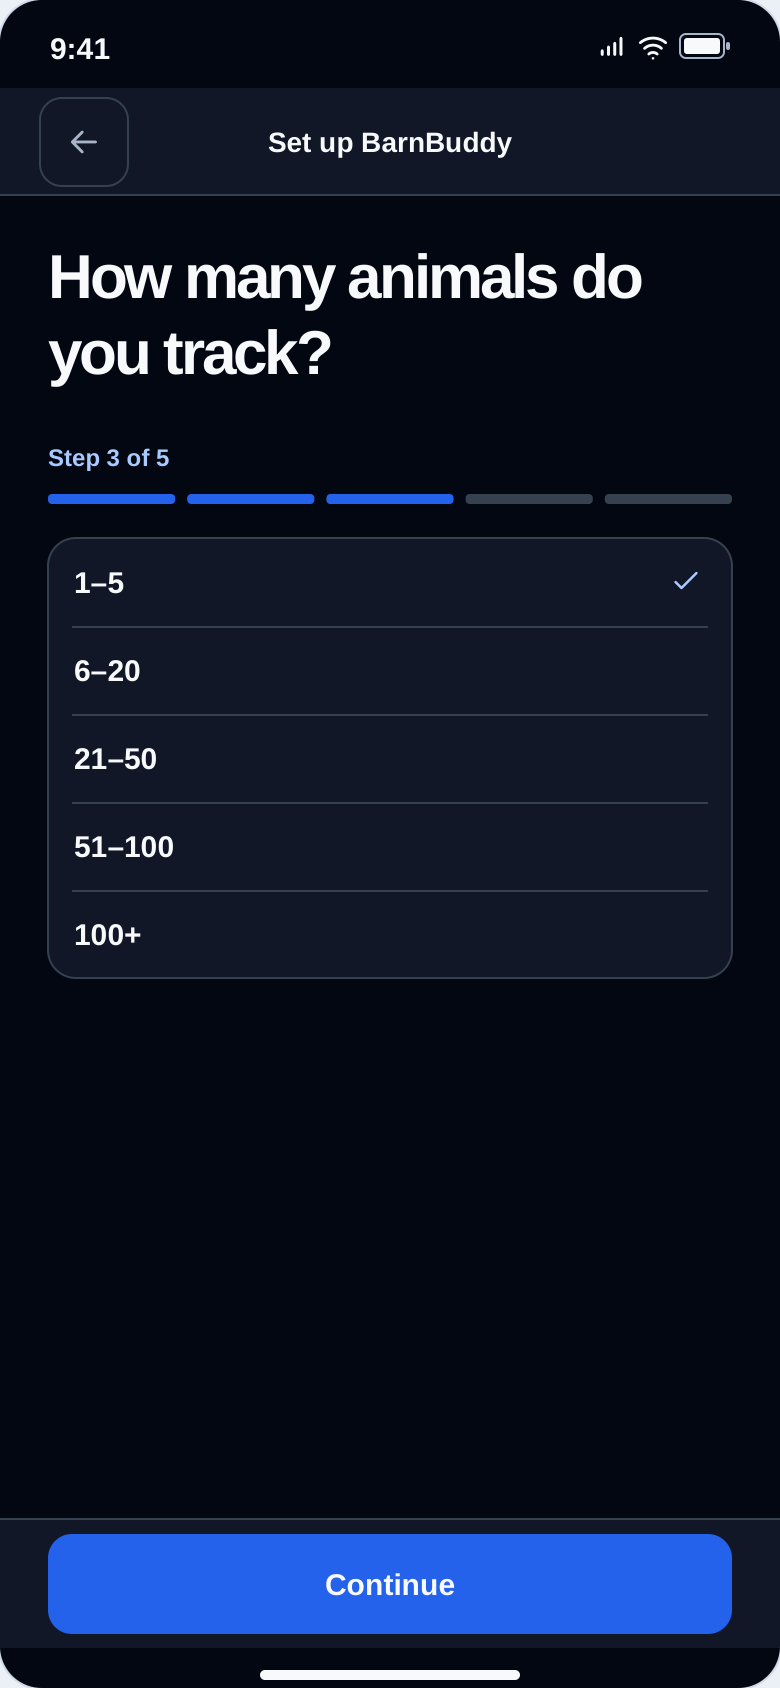 9:41
Set up BarnBuddy
How many animals do
you track?
Step 3 of 5
1–5
6–20
21–50
51–100
100+
Continue